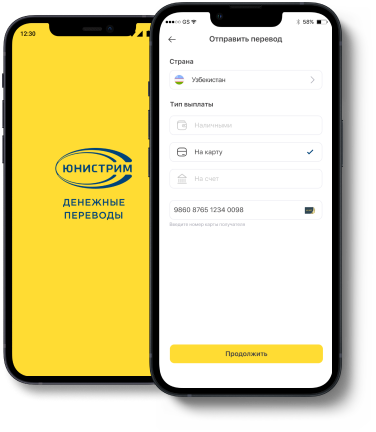 12:30
ЮНИСТРИМ
ДЕНЕЖНЫЕ
ПЕРЕВОДЫ
GS
58%
Отправить перевод
Страна
Узбекистан
Тип выплаты
Наличными
На карту
На счет
9860 8765 1234 0098
Введите номер карты получателя
Продолжить